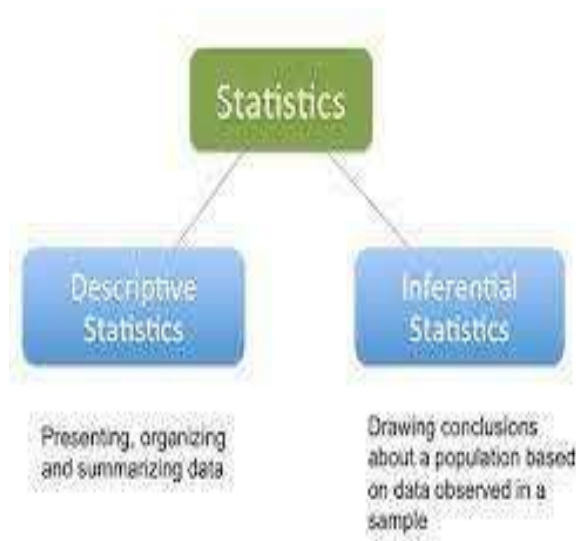 Statistics
Descriptive
Statistics
Inferential
Statistics
Presenting, organizing
and summarizing data
Drawing conclusions
about a population based
on data observed in a
sample